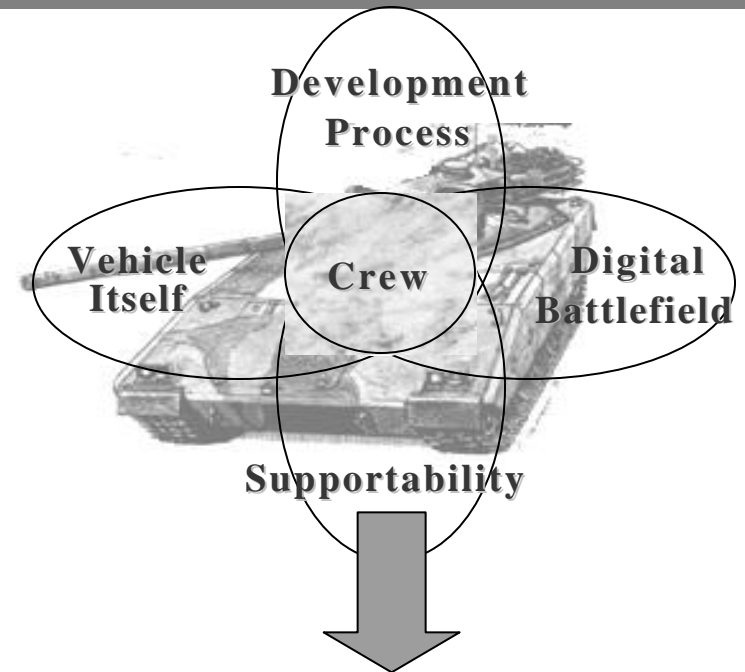 Development
Process
Vehicle
Itself
Crew
Digital
Battlefield
Supportability